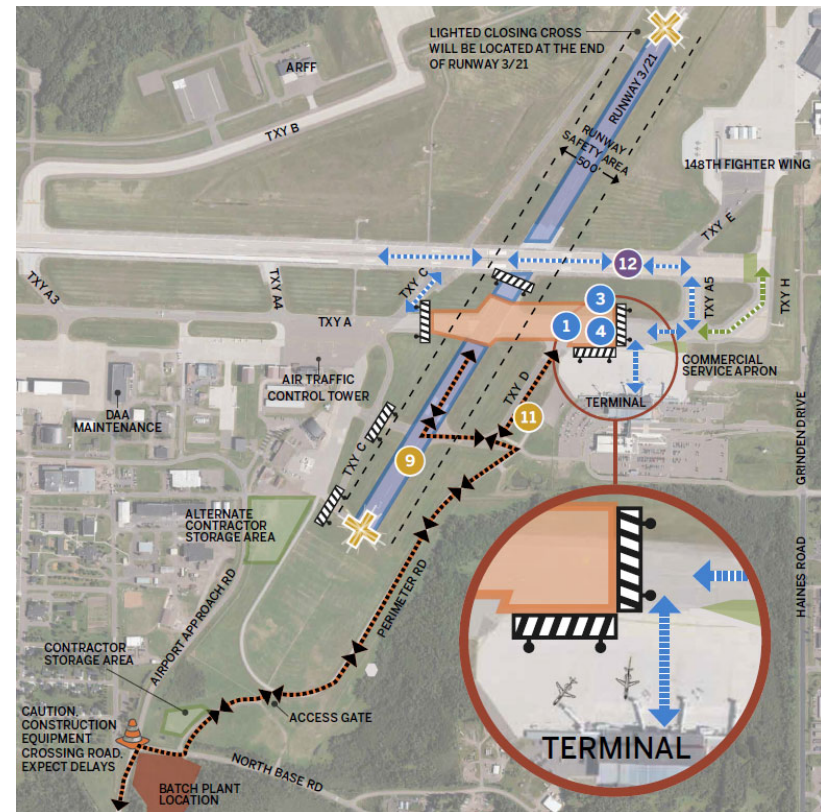 LIGHTED CLOSING CROSS
WILL BE LOCATED AT THE END
OF RUNWAY 3/21
ARFF
RUNWAY 3/21
TXY B
RUNWAY
SAFETY AREA
500'
148TH FIGHTER WING
TXY E
12
TXY C
TXY A3
TXY A4
TXY A5
TXY H
3
1
4
TXY A
AIR TRAFFIC
CONTROL TOWER
COMMERCIAL
SERVICE APRON
TXY D
TERMINAL
DAA
MAINTENANCE
11
GRINDEN DRIVE
TXY C
9
ALTERNATE
CONTRACTOR
STORAGE AREA
HAINES ROAD
PERIMETER RD
AIRPORT APPROACH RD
CONTRACTOR
STORAGE AREA
CAUTION,
CONSTRUCTION
EQUIPMENT
CROSSING ROAD,
EXPECT DELAYS
ACCESS GATE
TERMINAL
NORTH BASE RD
BATCH PLANT
LOCATION